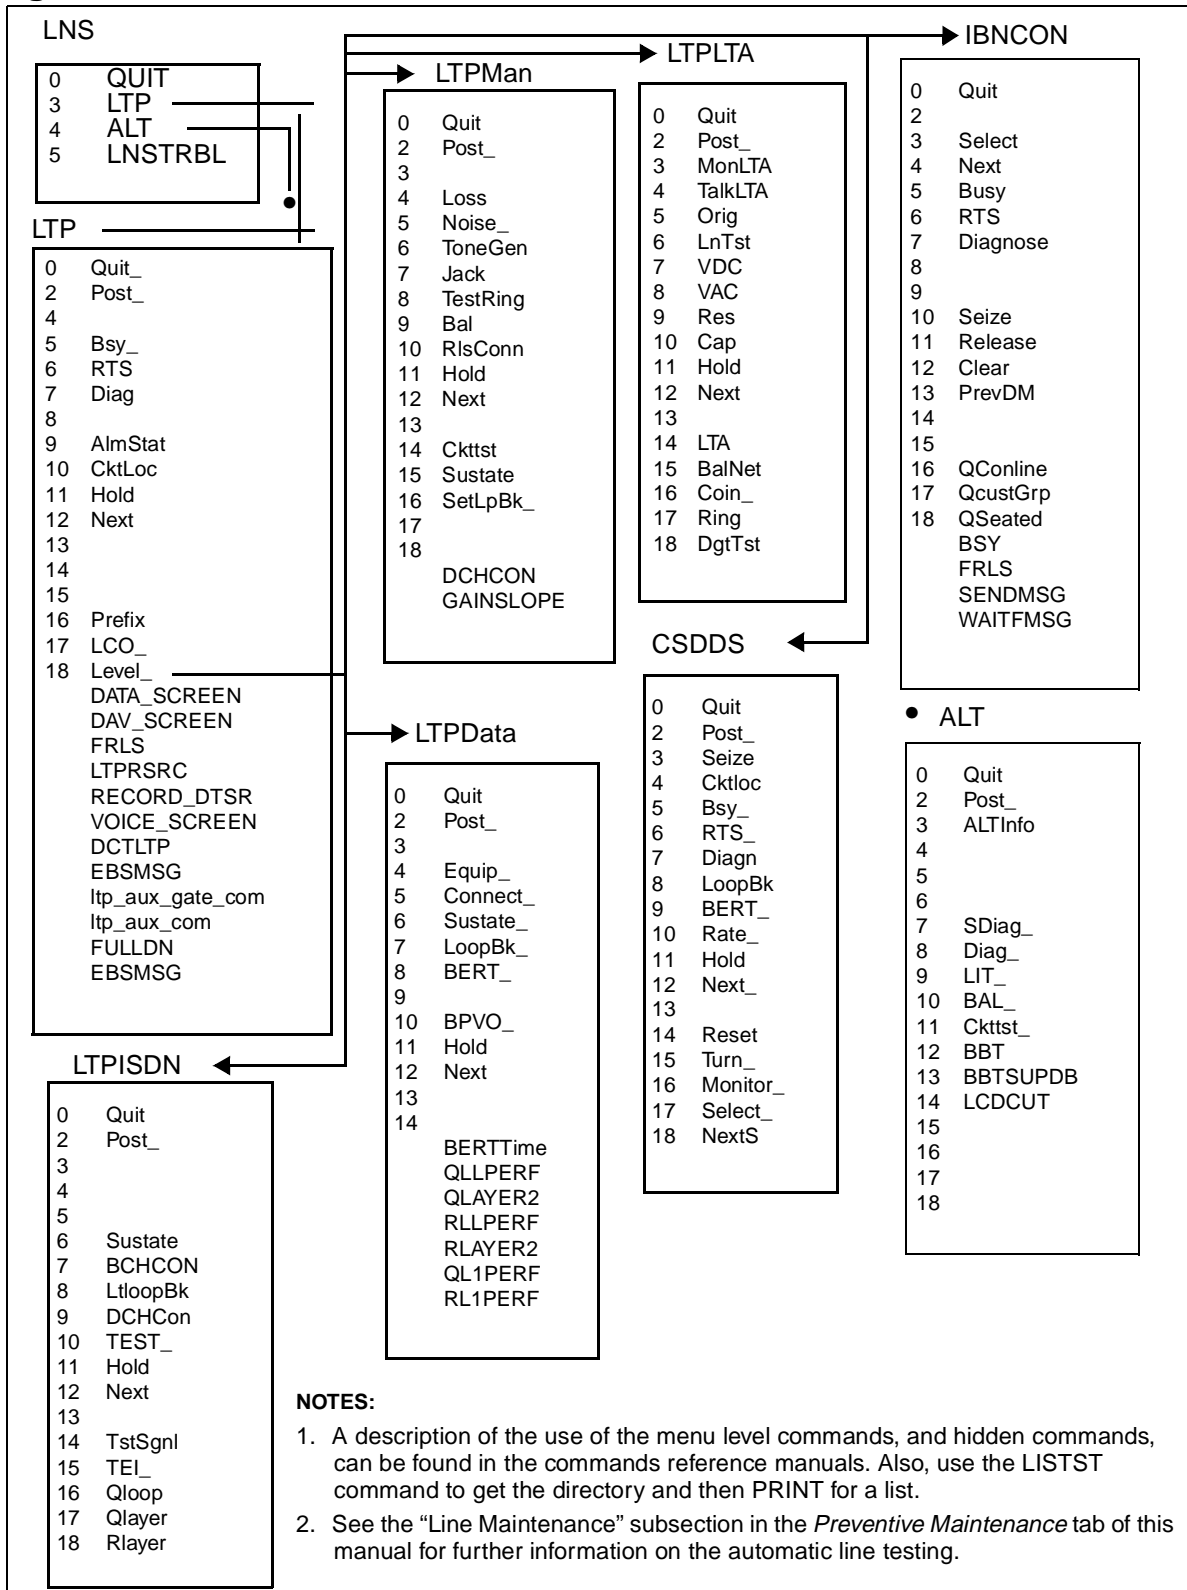 LNS
0 QUIT
3 LTP
4 ALT
5 LNSTRBL
LTP
0 Quit_
2 Post_
4
5 Bsy_
6 RTS
7 Diag
8
9 AlmStat
10 CktLoc
11 Hold
12 Next
13
14
15
16 Prefix
17 LCO_
18 Level_
DATA_SCREEN
DAV_SCREEN
FRLS
LTPRSRC
RECORD_DTSR
VOICE_SCREEN
DCTLTP
EBSMSG
ltp_aux_gate_com
ltp_aux_com
FULLDN
EBSMSG
LTPISDN
0 Quit
2 Post_
3
4
5
6 Sustate
7 BCHCON
8 LtloopBk
9 DCHCon
10 TEST_
11 Hold
12 Next
13
14 TstSgnl
15 TEI_
16 Qloop
17 Qlayer
18 Rlayer
LTPMan
0 Quit
2 Post_
3
4 Loss
5 Noise_
6 ToneGen
7 Jack
8 TestRing
9 Bal
10 RlsConn
11 Hold
12 Next
13
14 Ckttst
15 Sustate
16 SetLpBk_
17
18
DCHCON
GAINSLOPE
LTPData
0 Quit
2 Post_
3
4 Equip_
5 Connect_
6 Sustate_
7 LoopBk_
8 BERT_
9
10 BPVO_
11 Hold
12 Next
13
14
BERTTime
QLLPERF
QLAYER2
RLLPERF
RLAYER2
QL1PERF
RL1PERF
LTPLTA
0 Quit
2 Post_
3 MonLTA
4 TalkLTA
5 Orig
6 LnTst
7 VDC
8 VAC
9 Res
10 Cap
11 Hold
12 Next
13
14 LTA
15 BalNet
16 Coin_
17 Ring
18 DgtTst
CSDDS
0 Quit
2 Post_
3 Seize
4 Cktloc
5 Bsy_
6 RTS_
7 Diagn
8 LoopBk
9 BERT_
10 Rate_
11 Hold
12 Next_
13
14 Reset
15 Turn_
16 Monitor_
17 Select_
18 NextS
IBNCON
0 Quit
2
3 Select
4 Next
5 Busy
6 RTS
7 Diagnose
8
9
10 Seize
11 Release
12 Clear
13 PrevDM
14
15
16 QConline
17 QcustGrp
18 QSeated
BSY
FRLS
SENDMSG
WAITFMSG
• ALT
0 Quit
2 Post_
3 ALTInfo
4
5
6
7 SDiag_
8 Diag_
9 LIT_
10 BAL_
11 Ckttst_
12 BBT
13 BBTSUPDB
14 LCDCUT
15
16
17
18
NOTES:
1. A description of the use of the menu level commands, and hidden commands,
can be found in the commands reference manuals. Also, use the LISTST
command to get the directory and then PRINT for a list.
2. See the “Line Maintenance” subsection in the Preventive Maintenance tab of this
manual for further information on the automatic line testing.